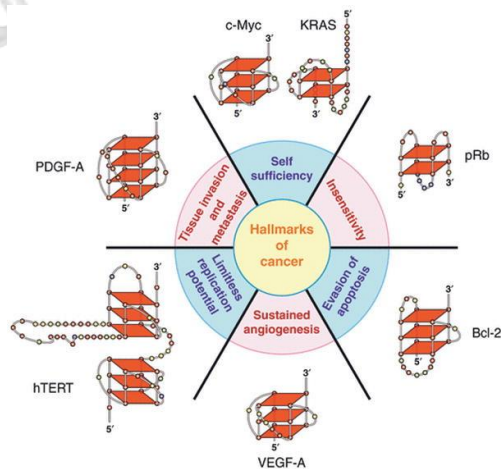 c-Myc
KRAS
5′
3′
5′
3′
3′
PDGF-A
5′
pRb
5′
3′
Self
sufficiency
Tissue invasion
and
metastasis
Insensitivity
Hallmarks
of
cancer
Limitless
replication
potential
Evasion of
apoptosis
Sustained
angiogenesis
3′
hTERT
5′
3′
Bcl-2
5′
3′
5′
VEGF-A